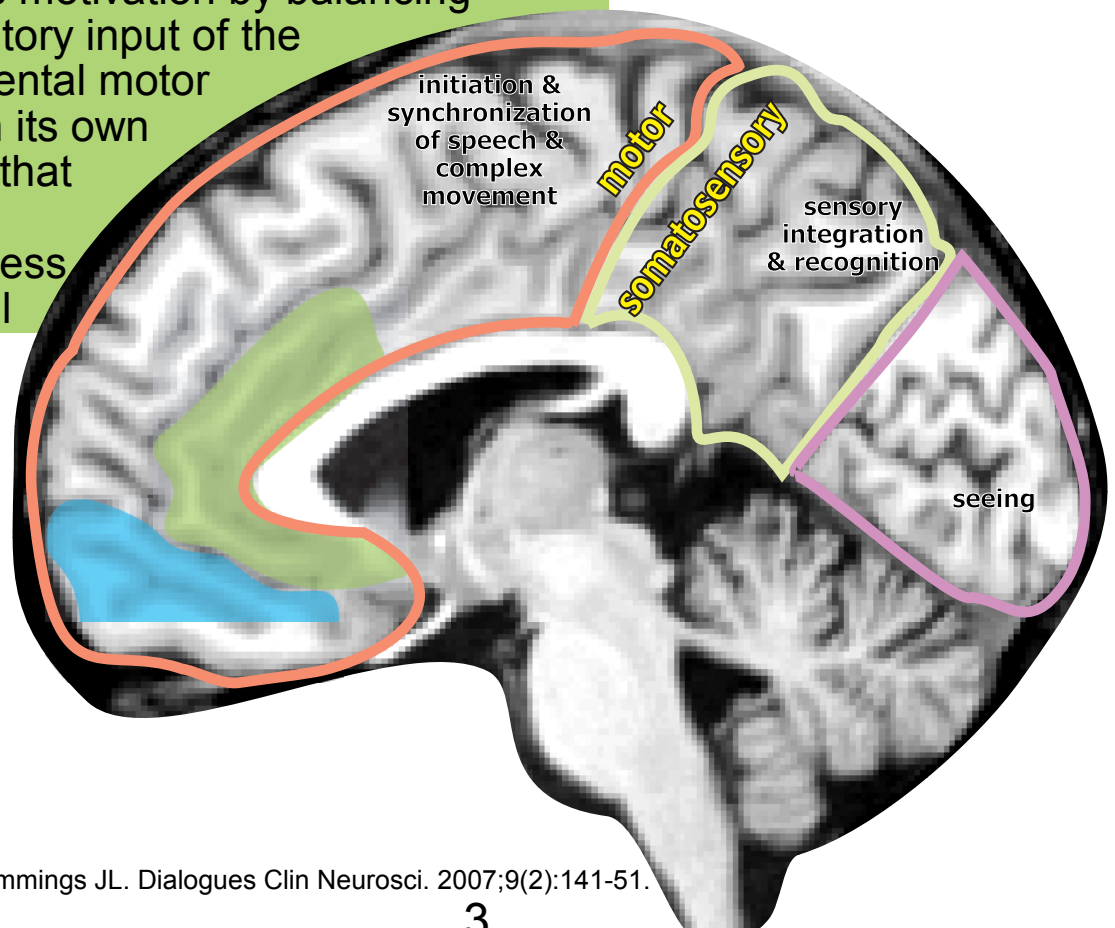 s motivation by balancing
tory input of the
ental motor
its own
that
ess
l
initiation &
synchronization
of speech &
complex
movement
motor
somatosensory
sensory
integration
& recognition
seeing
mmings JL. Dialogues Clin Neurosci. 2007;9(2):141-51.
3